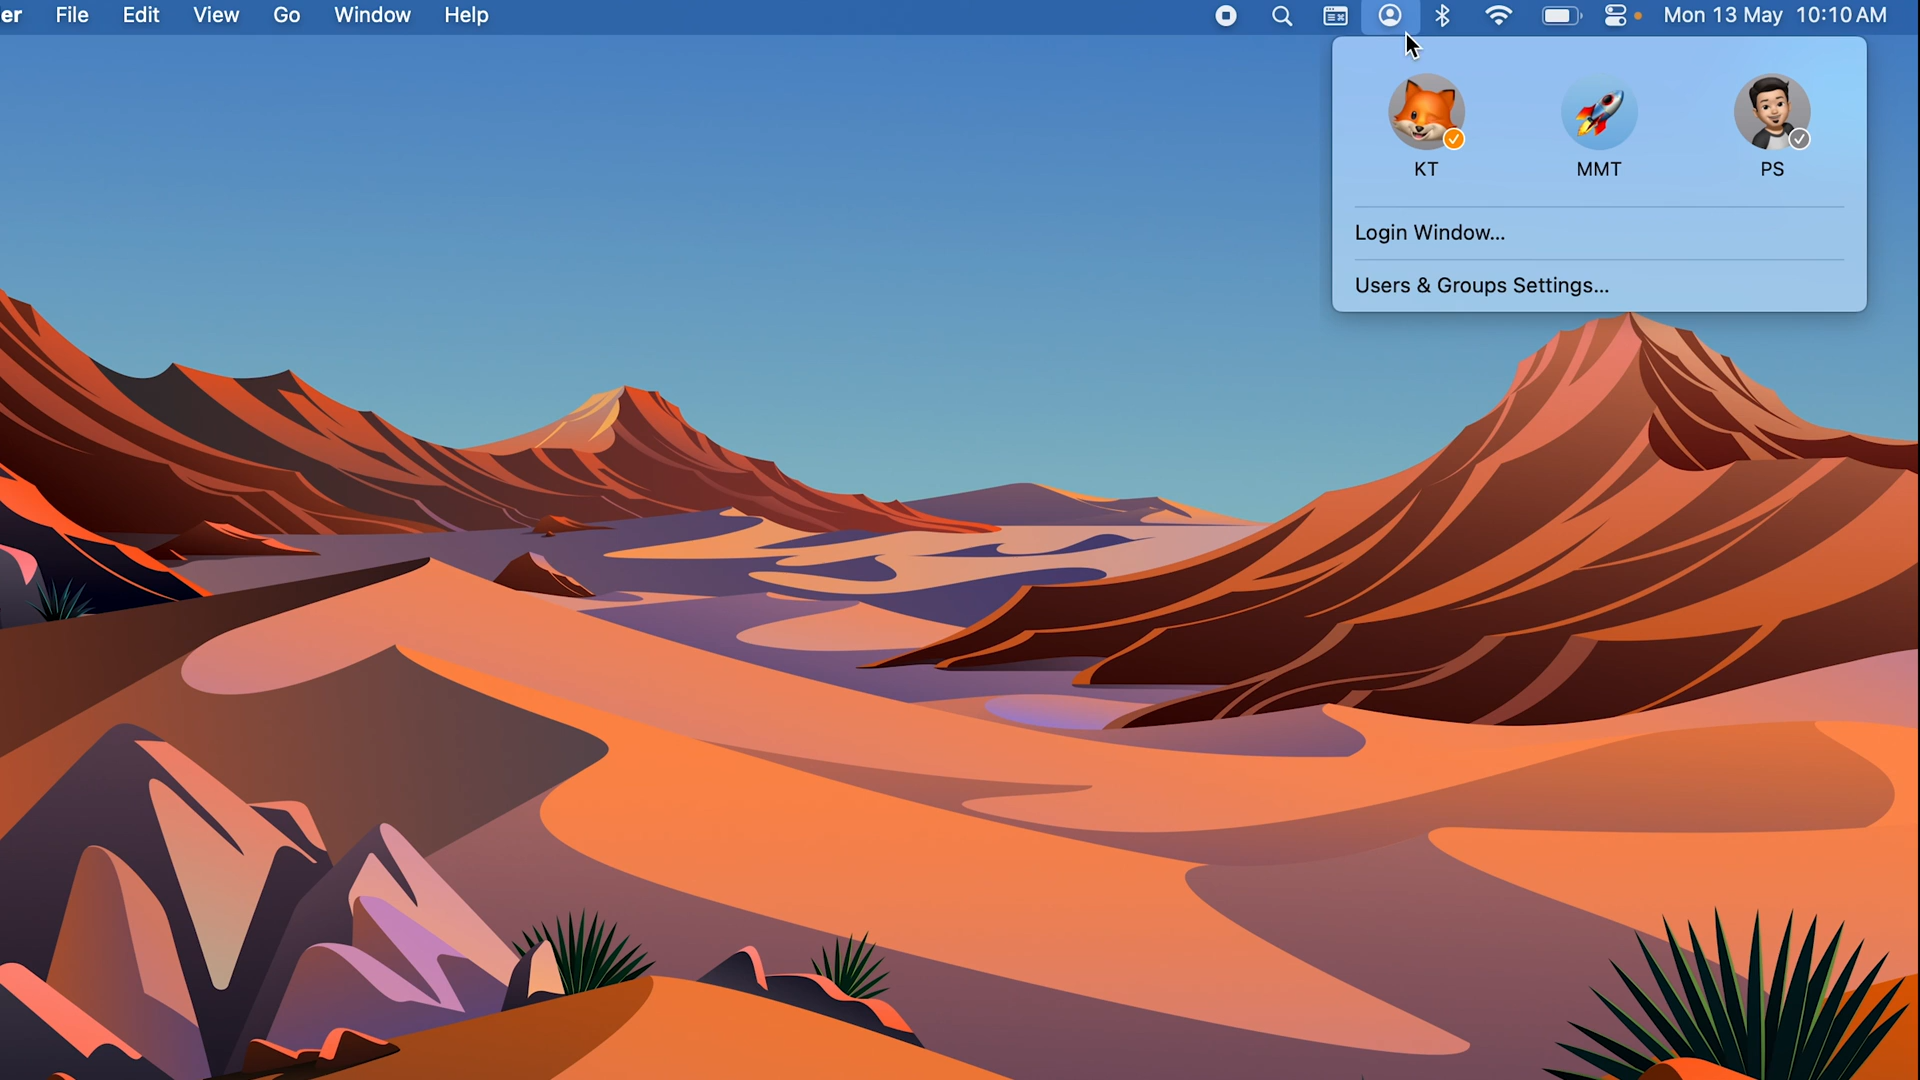 er File Edit View Go Window Help Mon 13 May 10:10 AM
KT MMT PS
Login Window...
Users & Groups Settings...